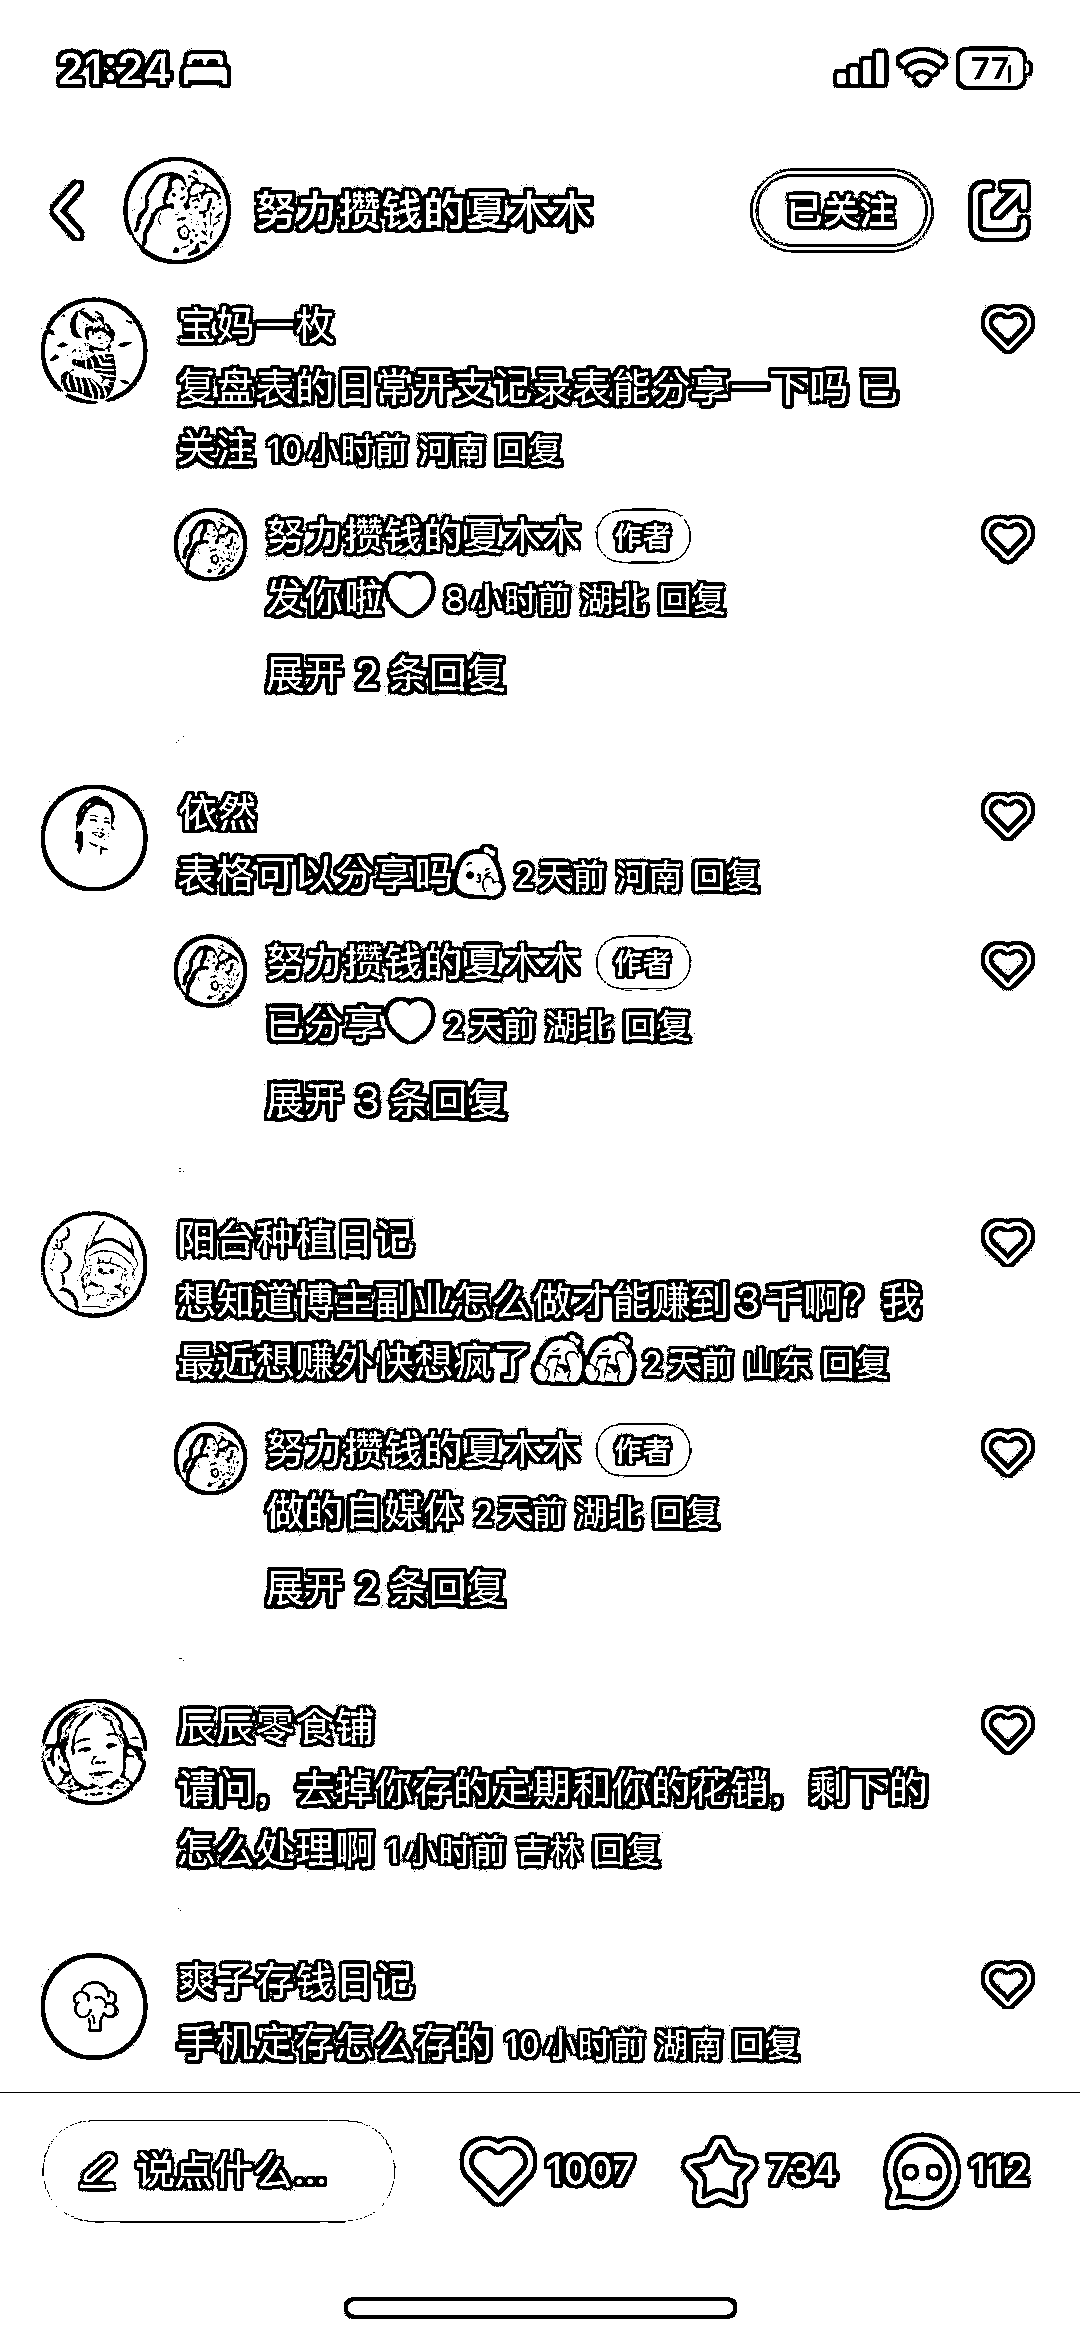 21:24
77
努力攒钱的夏木木
已关注
宝妈一枚
复盘表的日常开支记录表能分享一下吗 已
关注 10小时前 河南 回复
努力攒钱的夏木木 作者
发你啦 8小时前 湖北 回复
展开 2 条回复
依然
表格可以分享吗 2天前 河南 回复
努力攒钱的夏木木 作者
已分享 2天前 湖北 回复
展开 3 条回复
阳台种植日记
想知道博主副业怎么做才能赚到3千啊？我
最近想赚外快想疯了 2天前 山东 回复
努力攒钱的夏木木 作者
做的自媒体 2天前 湖北 回复
展开 2 条回复
辰辰零食铺
请问，去掉你存的定期和你的花销，剩下的
怎么处理啊 1小时前 吉林 回复
爽子存钱日记
手机定存怎么存的 10小时前 湖南 回复
说点什么...
1007
734
112